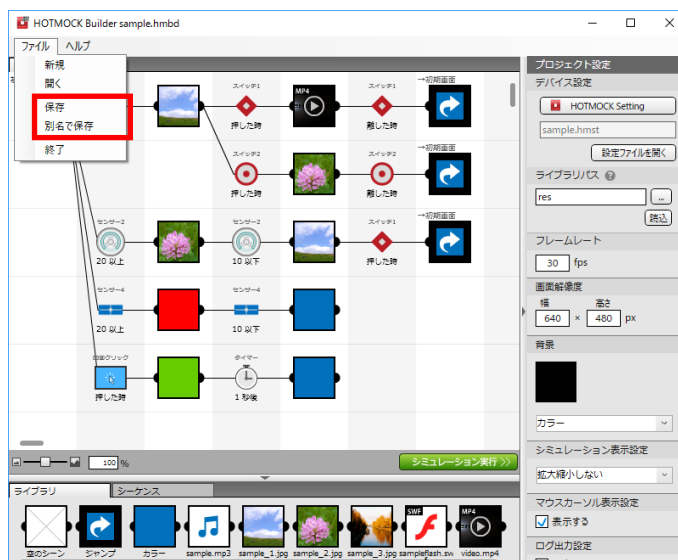 HOTMOCK Builder sample.hmbd
ファイル ヘルプ
新規
開く
保存
別名で保存
終了
スイッチ1
押した時
MP4
スイッチ1
離した時
→初期画面
スイッチ2
押した時
スイッチ2
離した時
→初期画面
センサー2
20 以上
センサー2
10 以下
スイッチ1
押した時
→初期画面
センサー4
20 以上
センサー4
10 以下
クリック
押した時
タイマー
1 秒後
100 %
シミュレーション実行
ライブラリ シーケンス
空のシーン
ジャンプ
カラー
sample.mp3
sample_1.jpg
sample_2.jpg
sample_3.jpg
SWF
sampleflash.sw
MP4
video.mp4
プロジェクト設定
デバイス設定
HOTMOCK Setting
sample.hmst
設定ファイルを開く
ライブラリパス ?
res ...
読込
フレームレート
30 fps
画面解像度
幅 高さ
640 × 480 px
背景
カラー
シミュレーション表示設定
拡大縮小しない
マウスカーソル表示設定
表示する
ログ出力設定